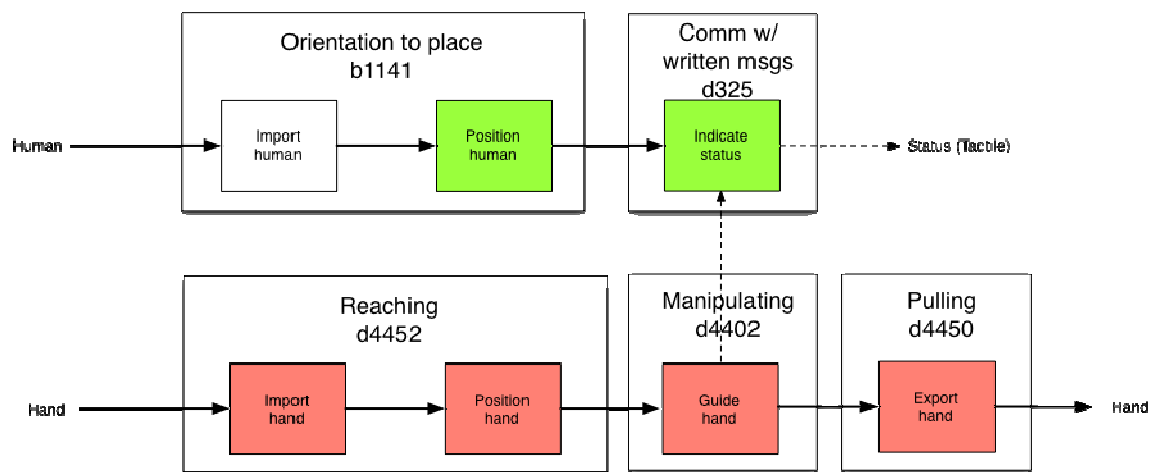 Orientation to place
b1141
Comm w/
written msgs
d325
Human
Import
human
Position
human
Indicate
status
Status (Tactile)
Reaching
d4452
Manipulating
d4402
Pulling
d4450
Hand
Import
hand
Position
hand
Guide
hand
Export
hand
Hand